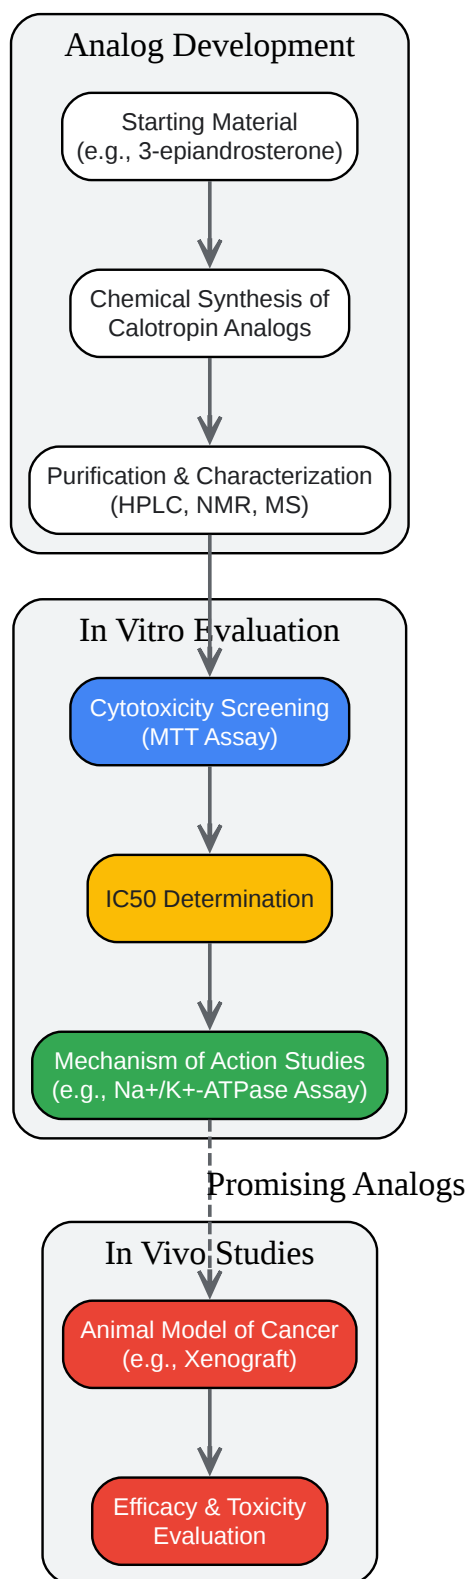 Analog Development
Starting Material
(e.g., 3-epiandrosterone)
Chemical Synthesis of
Calotropin Analogs
Purification & Characterization
(HPLC, NMR, MS)
In Vitro Evaluation
Cytotoxicity Screening
(MTT Assay)
IC50 Determination
Mechanism of Action Studies
(e.g., Na+/K+-ATPase Assay)
Promising Analogs
In Vivo Studies
Animal Model of Cancer
(e.g., Xenograft)
Efficacy & Toxicity
Evaluation